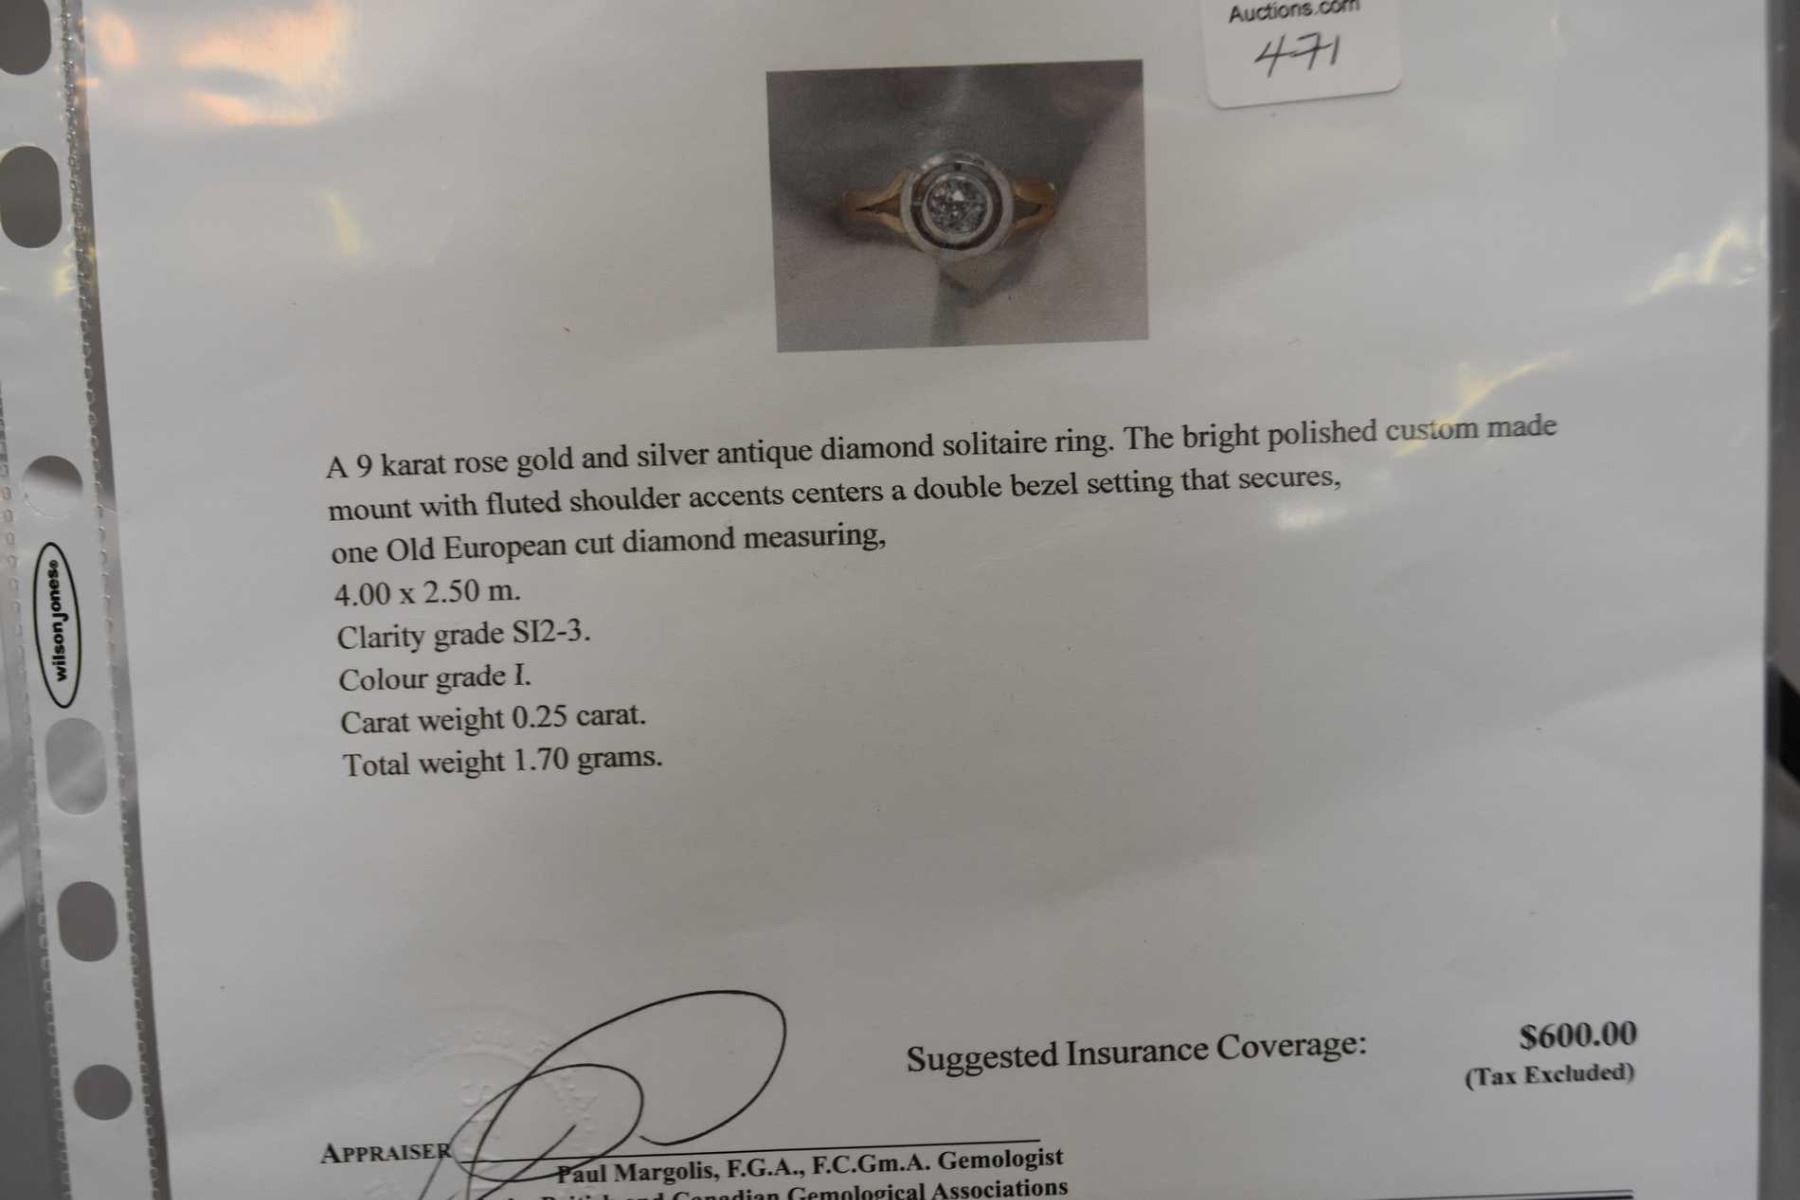 Auctions.com
471
A 9 karat rose gold and silver antique diamond solitaire ring. The bright polished custom made
mount with fluted shoulder accents centers a double bezel setting that secures,
one Old European cut diamond measuring,
4.00 x 2.50 m.
Clarity grade SI2-3.
Colour grade I.
Carat weight 0.25 carat.
Total weight 1.70 grams.
wilsonjones
Suggested Insurance Coverage: $600.00
(Tax Excluded)
APPRAISER
Paul Margolis, F.G.A., F.C.Gm.A. Gemologist
Canadian Gemological Associations